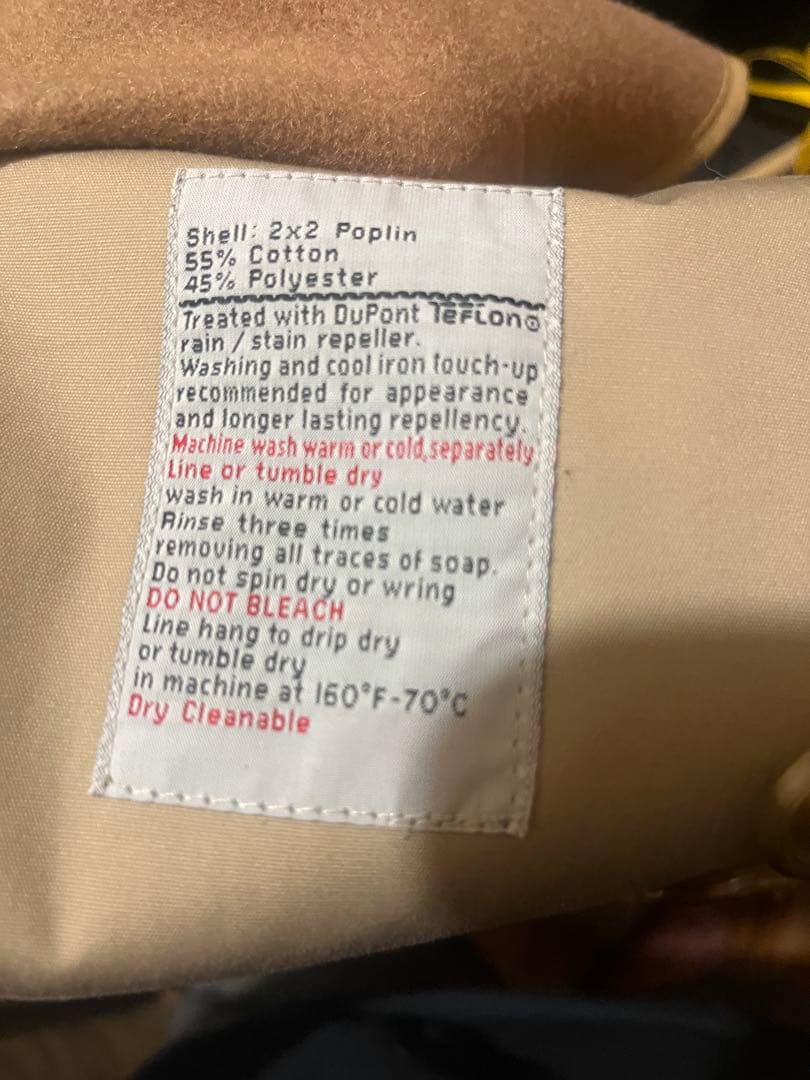 Shell: 2x2 Poplin
55% Cotton
45% Polyester
Treated with DuPont TEFLON®
rain / stain repeller.
Washing and cool iron touch-up
recommended for appearance
and longer lasting repellency.
Machine wash warm or cold, separately
Line or tumble dry
wash in warm or cold water
Rinse three times
removing all traces of soap.
Do not spin dry or wring
DO NOT BLEACH
Line hang to drip dry
or tumble dry
in machine at 160°F-70°C
Dry Cleanable